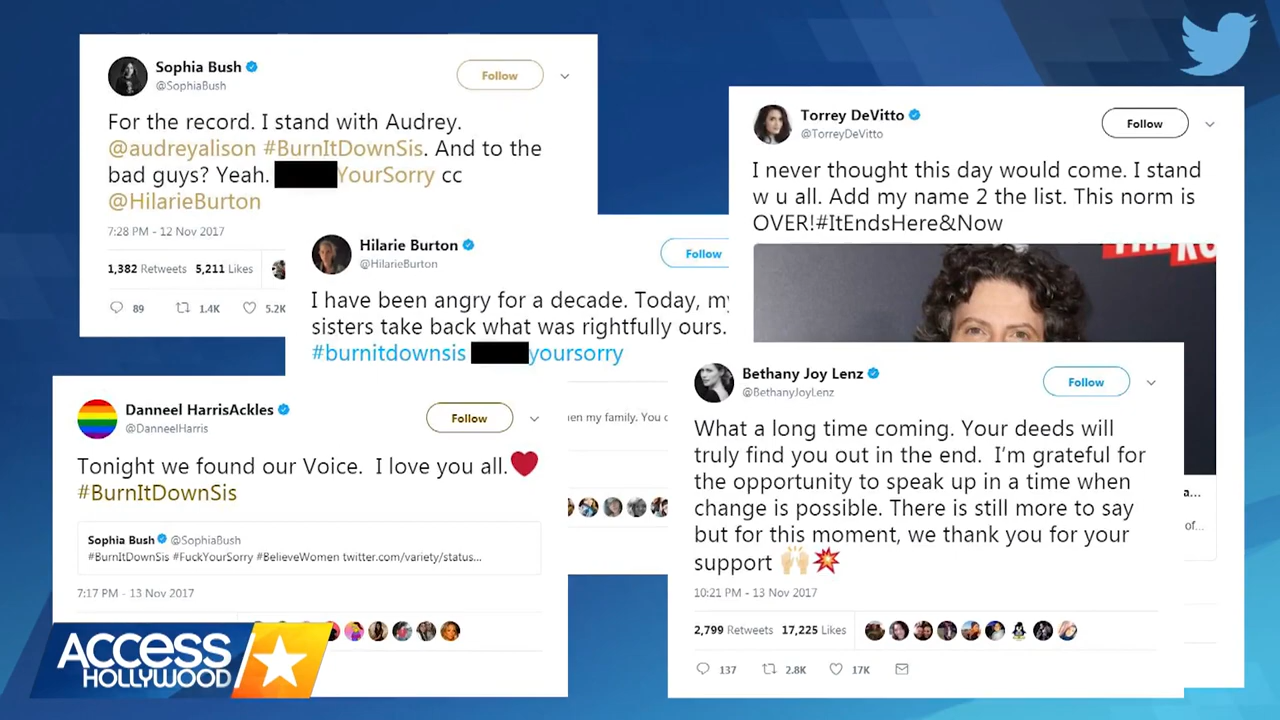 Sophia Bush
@SophiaBush
Follow
For the record. I stand with Audrey.
@audreyalison #BurnItDownSis. And to the
bad guys? Yeah. YourSorry cc
@HilarieBurton
7:28 PM - 12 Nov 2017
1,382 Retweets 5,211 Likes
89 1.4K 5.2K
Hilarie Burton
@HilarieBurton
Follow
I have been angry for a decade. Today, my
sisters take back what was rightfully ours.
#burnitdownsis yoursorry
when my family. You
Torrey DeVitto
@TorreyDeVitto
Follow
I never thought this day would come. I stand
w u all. Add my name 2 the list. This norm is
OVER!#ItEndsHere&Now
a...
of...
Danneel HarrisAckles
@DanneelHarris
Follow
Tonight we found our Voice. I love you all.
#BurnItDownSis
Sophia Bush @SophiaBush
#BurnItDownSis #FuckYourSorry #BelieveWomen twitter.com/variety/status...
7:17 PM - 13 Nov 2017
Bethany Joy Lenz
@BethanyJoyLenz
Follow
What a long time coming. Your deeds will
truly find you out in the end. I'm grateful for
the opportunity to speak up in a time when
change is possible. There is still more to say
but for this moment, we thank you for your
support
10:21 PM - 13 Nov 2017
2,799 Retweets 17,225 Likes
137 2.8K 17K
ACCESS
HOLLYWOOD